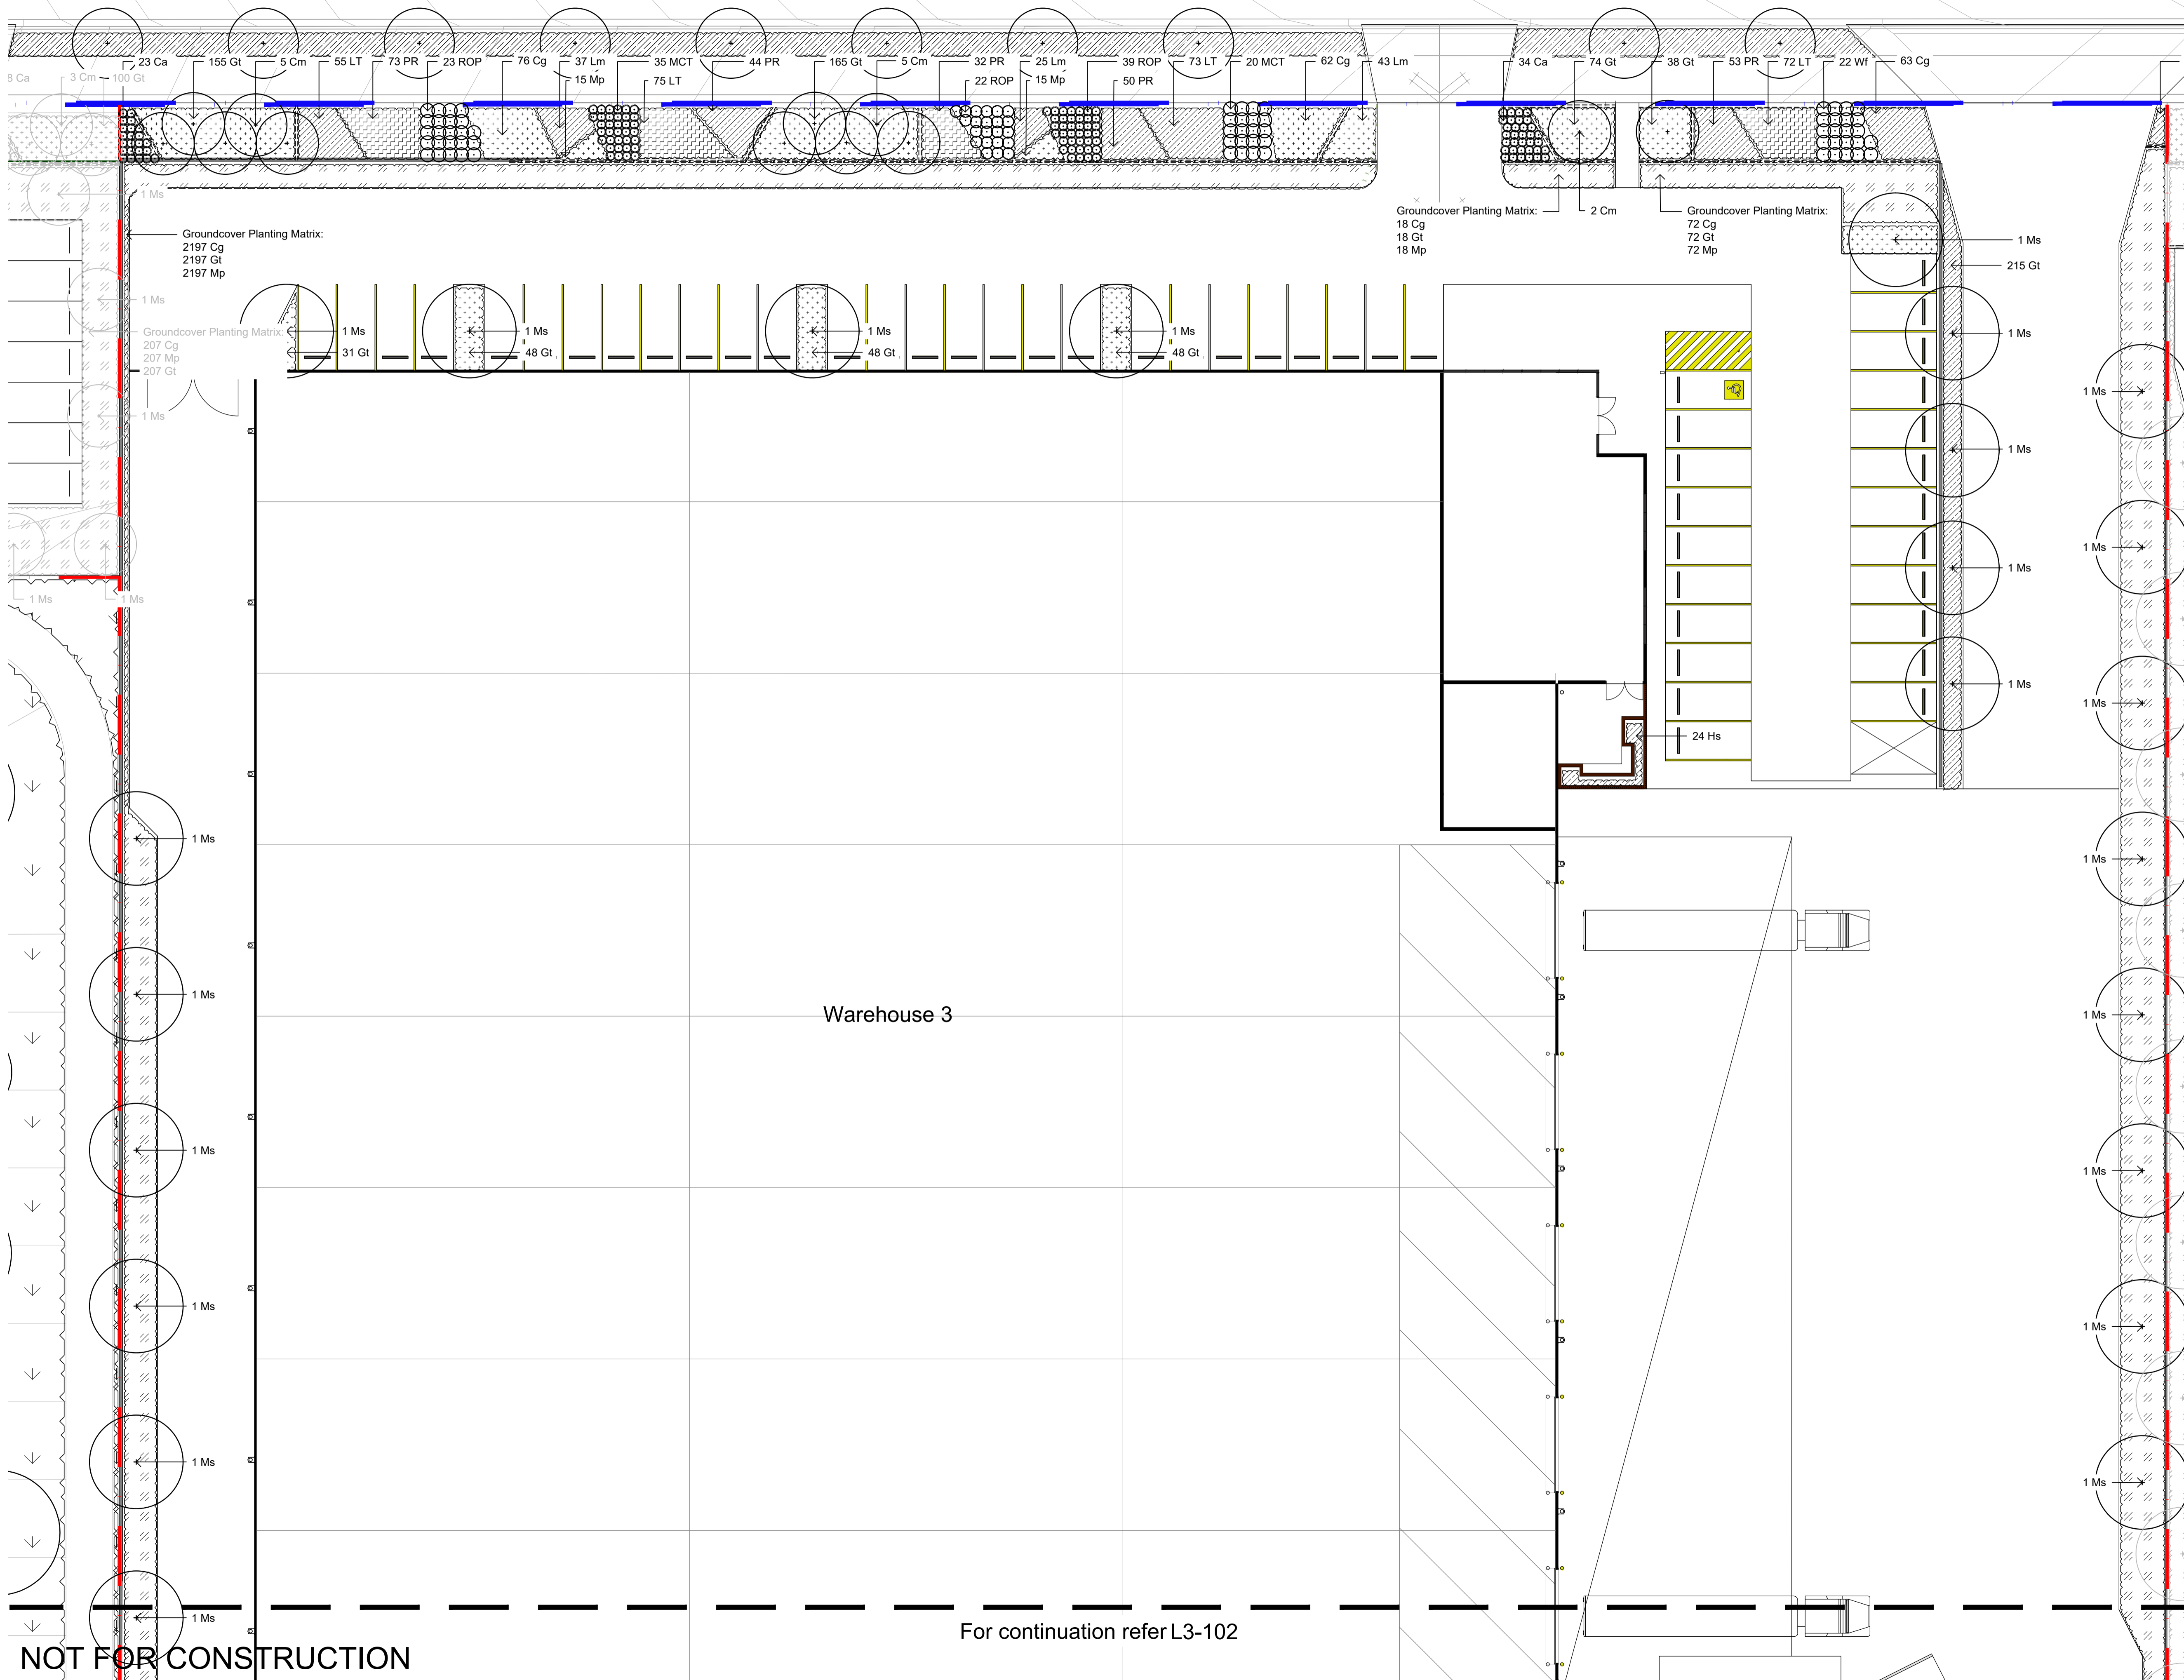 8 Ca
3 Cm
100 Gt
23 Ca
155 Gt
5 Cm
55 LT
73 PR
23 ROP
76 Cg
37 Lm
15 Mp
35 MCT
75 LT
44 PR
165 Gt
5 Cm
32 PR
22 ROP
25 Lm
15 Mp
39 ROP
50 PR
73 LT
20 MCT
62 Cg
43 Lm
34 Ca
74 Gt
38 Gt
53 PR
72 LT
22 Wf
63 Cg
1 Ms
Groundcover Planting Matrix:
2197 Cg
2197 Gt
2197 Mp
Groundcover Planting Matrix:
18 Cg
18 Gt
18 Mp
2 Cm
Groundcover Planting Matrix:
72 Cg
72 Gt
72 Mp
1 Ms
215 Gt
1 Ms
Groundcover Planting Matrix:
207 Cg
207 Mp
207 Gt
1 Ms
1 Ms
31 Gt
1 Ms
48 Gt
1 Ms
48 Gt
1 Ms
48 Gt
1 Ms
1 Ms
1 Ms
1 Ms
1 Ms
1 Ms
1 Ms
1 Ms
1 Ms
1 Ms
24 Hs
1 Ms
1 Ms
1 Ms
1 Ms
Warehouse 3
1 Ms
1 Ms
1 Ms
1 Ms
1 Ms
1 Ms
1 Ms
1 Ms
For continuation refer L3-102
NOT FOR CONSTRUCTION